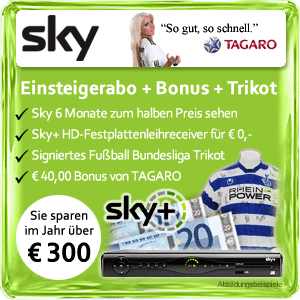 sky
“So gut, so schnell.”
TAGARO
Einsteigerabo + Bonus + Trikot
✓ Sky 6 Monate zum halben Preis sehen
✓ Sky+ HD-Festplattenleihreceiver für € 0,-
✓ Signiertes Fußball Bundesliga Trikot
✓ € 40,00 Bonus von TAGARO
RHEIN
POWER
Sie sparen
im Jahr über
€ 300
sky+
20
sky+
Abbildungsbeispiele